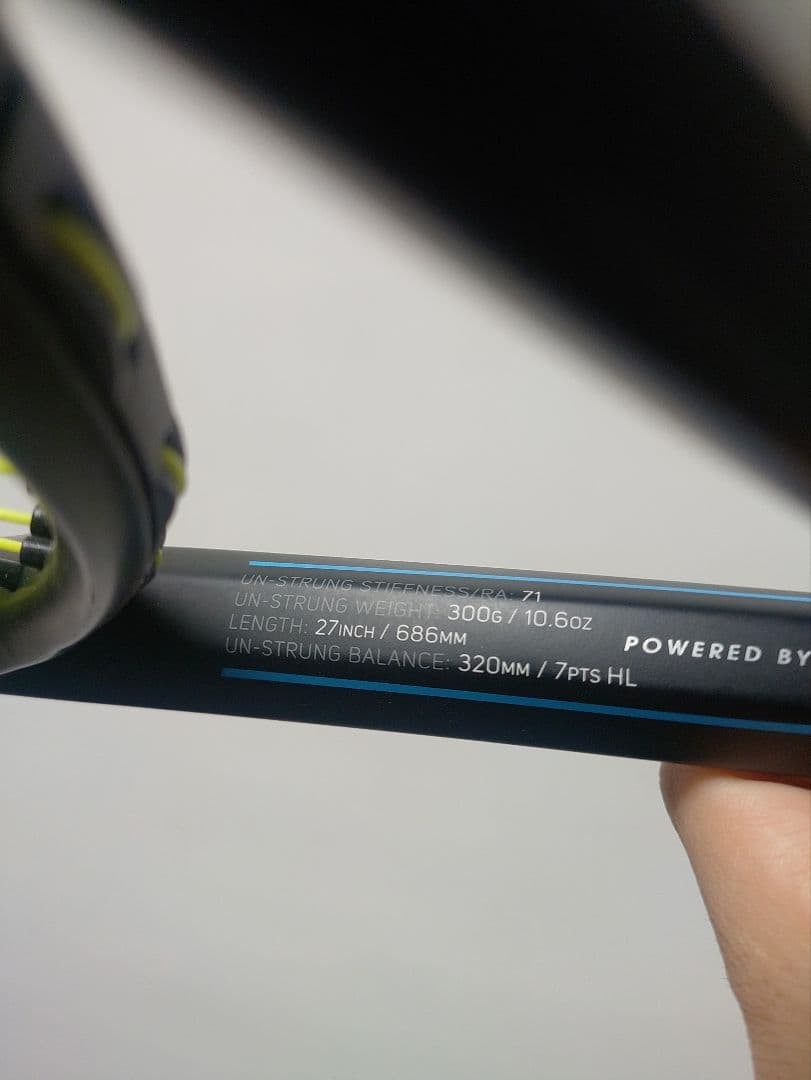 UN-STRUNG STIFFNESS/RA: 71
UN-STRUNG WEIGHT: 300G / 10.6OZ
LENGTH: 27INCH / 686MM
UN-STRUNG BALANCE: 320MM / 7PTS HL
POWERED BY